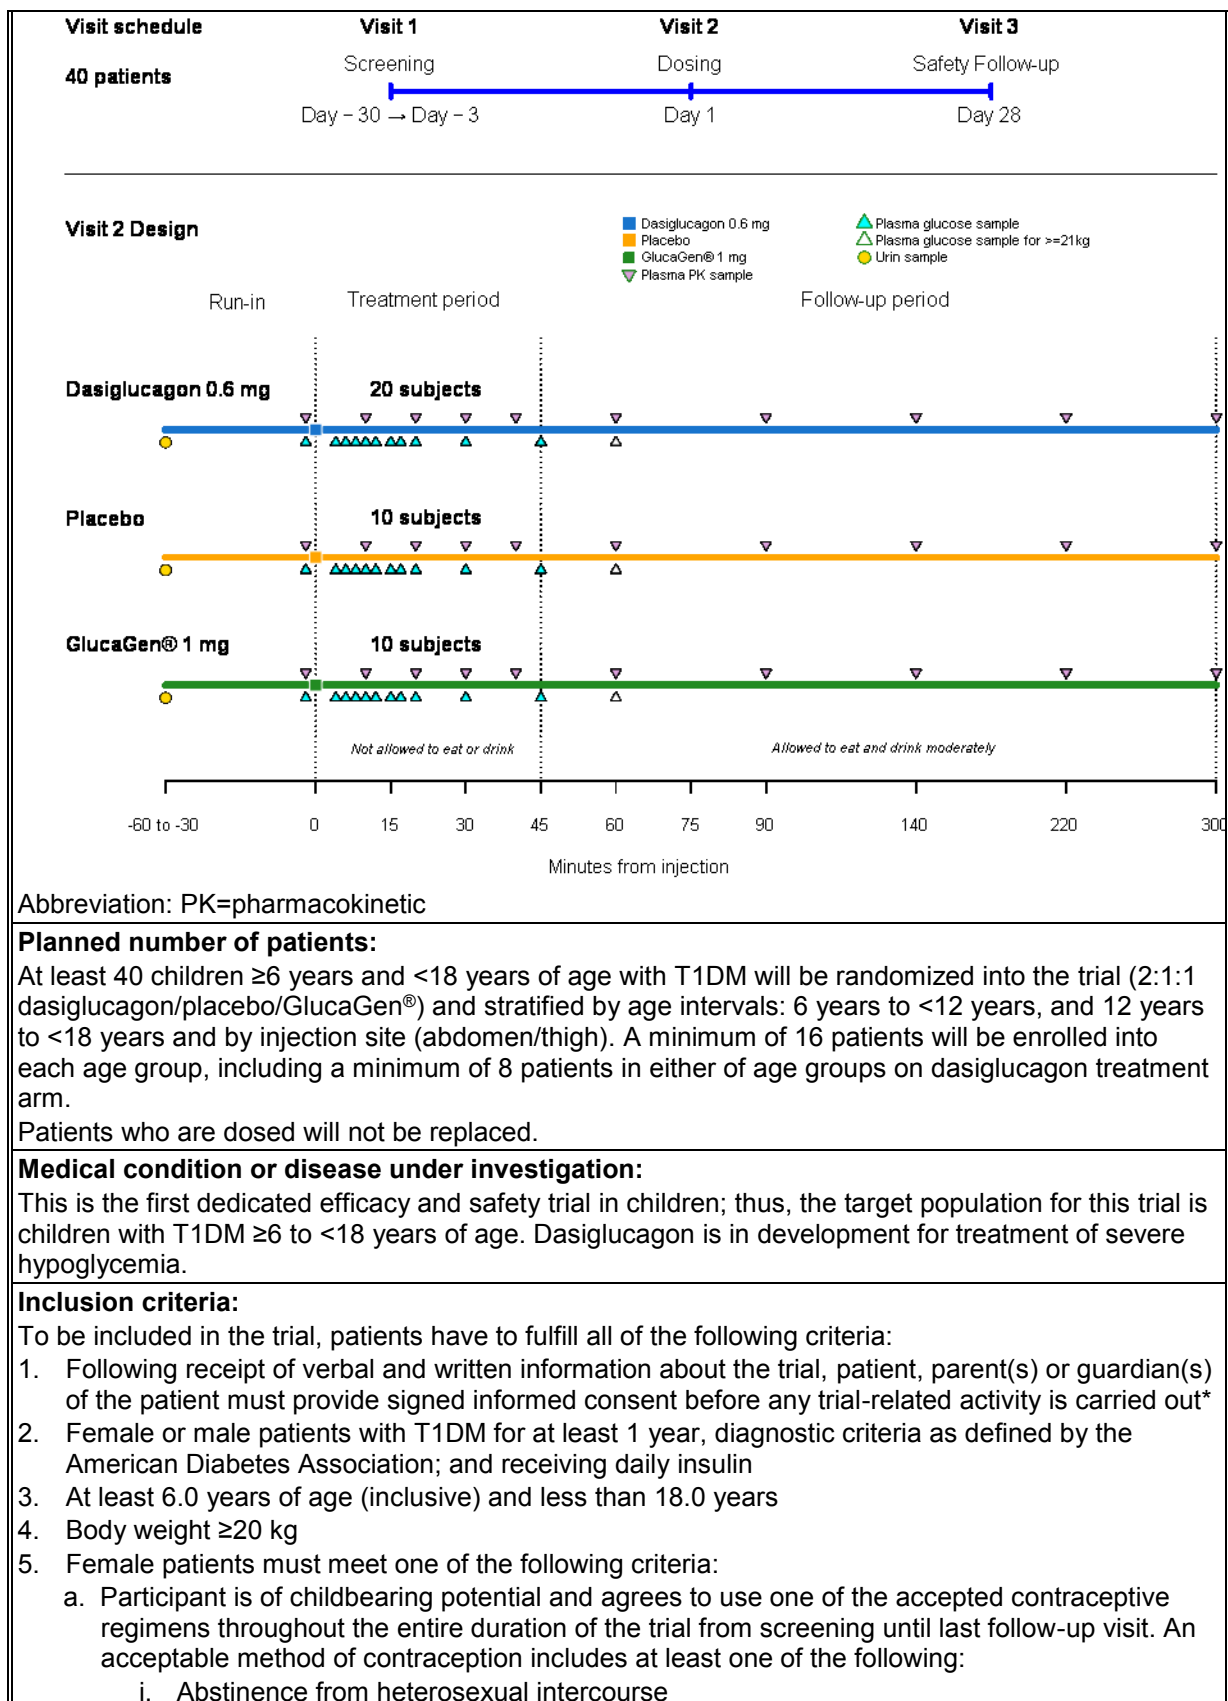 Visit schedule Visit 1 Visit 2 Visit 3
40 patients Screening Dosing Safety Follow-up
Day – 30 → Day – 3 Day 1 Day 28
Visit 2 Design
Dasiglucagon 0.6 mg
Placebo
GlucaGen® 1 mg
Plasma PK sample
Plasma glucose sample
Plasma glucose sample for >=21kg
Urin sample
Run-in Treatment period Follow-up period
Dasiglucagon 0.6 mg 20 subjects
Placebo 10 subjects
GlucaGen® 1 mg 10 subjects
Not allowed to eat or drink Allowed to eat and drink moderately
-60 to -30 0 15 30 45 60 75 90 140 220 300
Minutes from injection
Abbreviation: PK=pharmacokinetic
Planned number of patients:
At least 40 children ≥6 years and <18 years of age with T1DM will be randomized into the trial (2:1:1
dasiglucagon/placebo/GlucaGen®) and stratified by age intervals: 6 years to <12 years, and 12 years
to <18 years and by injection site (abdomen/thigh). A minimum of 16 patients will be enrolled into
each age group, including a minimum of 8 patients in either of age groups on dasiglucagon treatment
arm.
Patients who are dosed will not be replaced.
Medical condition or disease under investigation:
This is the first dedicated efficacy and safety trial in children; thus, the target population for this trial is
children with T1DM ≥6 to <18 years of age. Dasiglucagon is in development for treatment of severe
hypoglycemia.
Inclusion criteria:
To be included in the trial, patients have to fulfill all of the following criteria:
1. Following receipt of verbal and written information about the trial, patient, parent(s) or guardian(s)
of the patient must provide signed informed consent before any trial-related activity is carried out*
2. Female or male patients with T1DM for at least 1 year, diagnostic criteria as defined by the
American Diabetes Association; and receiving daily insulin
3. At least 6.0 years of age (inclusive) and less than 18.0 years
4. Body weight ≥20 kg
5. Female patients must meet one of the following criteria:
a. Participant is of childbearing potential and agrees to use one of the accepted contraceptive
regimens throughout the entire duration of the trial from screening until last follow-up visit. An
acceptable method of contraception includes at least one of the following:
i. Abstinence from heterosexual intercourse